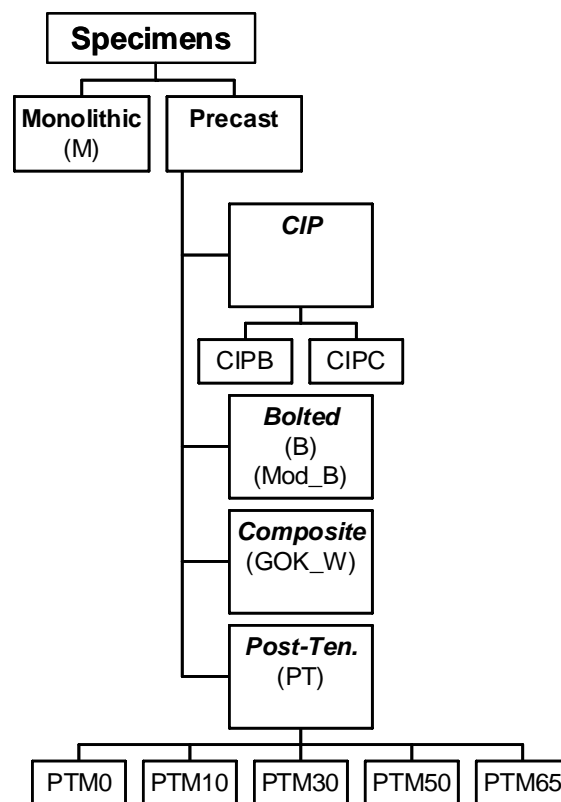 Specimens
Monolithic
(M)
Precast
CIP
CIPB
CIPC
Bolted
(B)
(Mod_B)
Composite
(GOK_W)
Post-Ten.
(PT)
PTM0
PTM10
PTM30
PTM50
PTM65